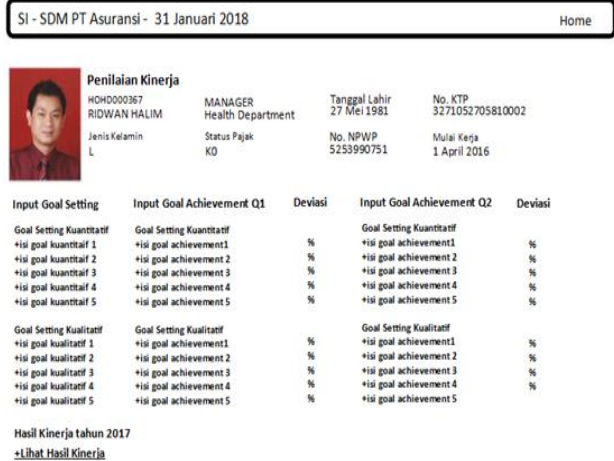 SI - SDM PT Asuransi - 31 Januari 2018 Home
Penilaian Kinerja
HOHD000367 MANAGER Tanggal Lahir No. KTP
RIDWAN HALIM Health Department 27 Mei 1981 3271052705810002
Jenis Kelamin Status Pajak No. NPWP Mulai Kerja
L K0 5253990751 1 April 2016
Input Goal Setting Input Goal Achievement Q1 Deviasi Input Goal Achievement Q2 Deviasi
Goal Setting Kuantitatif Goal Setting Kuantitatif Goal Setting Kuantitatif
+isi goal kuantitaif 1 +isi goal achievement1 % +isi goal achievement1 %
+isi goal kuantitaif 2 +isi goal achievement 2 % +isi goal achievement 2 %
+isi goal kuantitaif 3 +isi goal achievement 3 % +isi goal achievement 3 %
+isi goal kuantitaif 4 +isi goal achievement 4 % +isi goal achievement 4 %
+isi goal kuantitaif 5 +isi goal achievement 5 % +isi goal achievement 5 %
Goal Setting Kualitatif Goal Setting Kualitatif Goal Setting Kualitatif
+isi goal kualitatif 1 +isi goal achievement1 % +isi goal achievement1 %
+isi goal kualitatif 2 +isi goal achievement 2 % +isi goal achievement 2 %
+isi goal kualitatif 3 +isi goal achievement 3 % +isi goal achievement 3 %
+isi goal kualitatif 4 +isi goal achievement 4 % +isi goal achievement 4 %
+isi goal kualitatif 5 +isi goal achievement 5 % +isi goal achievement 5
Hasil Kinerja tahun 2017
+Lihat Hasil Kinerja